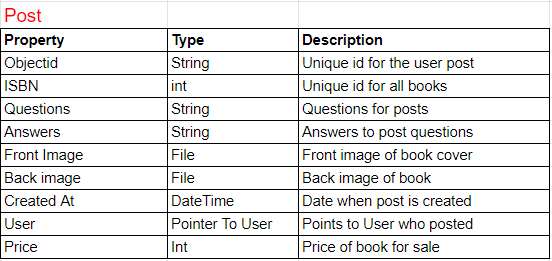 Post
Property Type Description
Objectid String Unique id for the user post
ISBN int Unique id for all books
Questions String Questions for posts
Answers String Answers to post questions
Front Image File Front image of book cover
Back image File Back image of book
Created At DateTime Date when post is created
User Pointer To User Points to User who posted
Price Int Price of book for sale